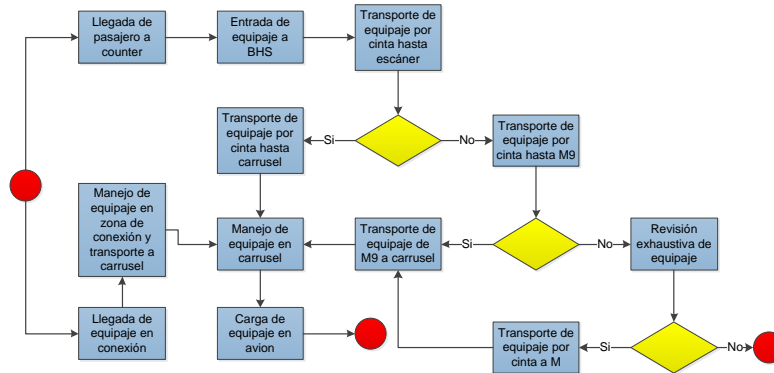 Llegada de
pasajero a
counter
Entrada de
equipaje a
BHS
Transporte de
equipaje por
cinta hasta
escáner
Transporte de
equipaje por
cinta hasta
carrusel
Si
No
Transporte de
equipaje por
cinta hasta M9
Manejo de
equipaje en
zona de
conexión y
transporte a
carrusel
Manejo de
equipaje en
carrusel
Transporte de
equipaje de
M9 a carrusel
Si
No
Revisión
exhaustiva de
equipaje
Llegada de
equipaje en
conexión
Carga de
equipaje en
avion
Transporte de
equipaje por
cinta a M
Si
No